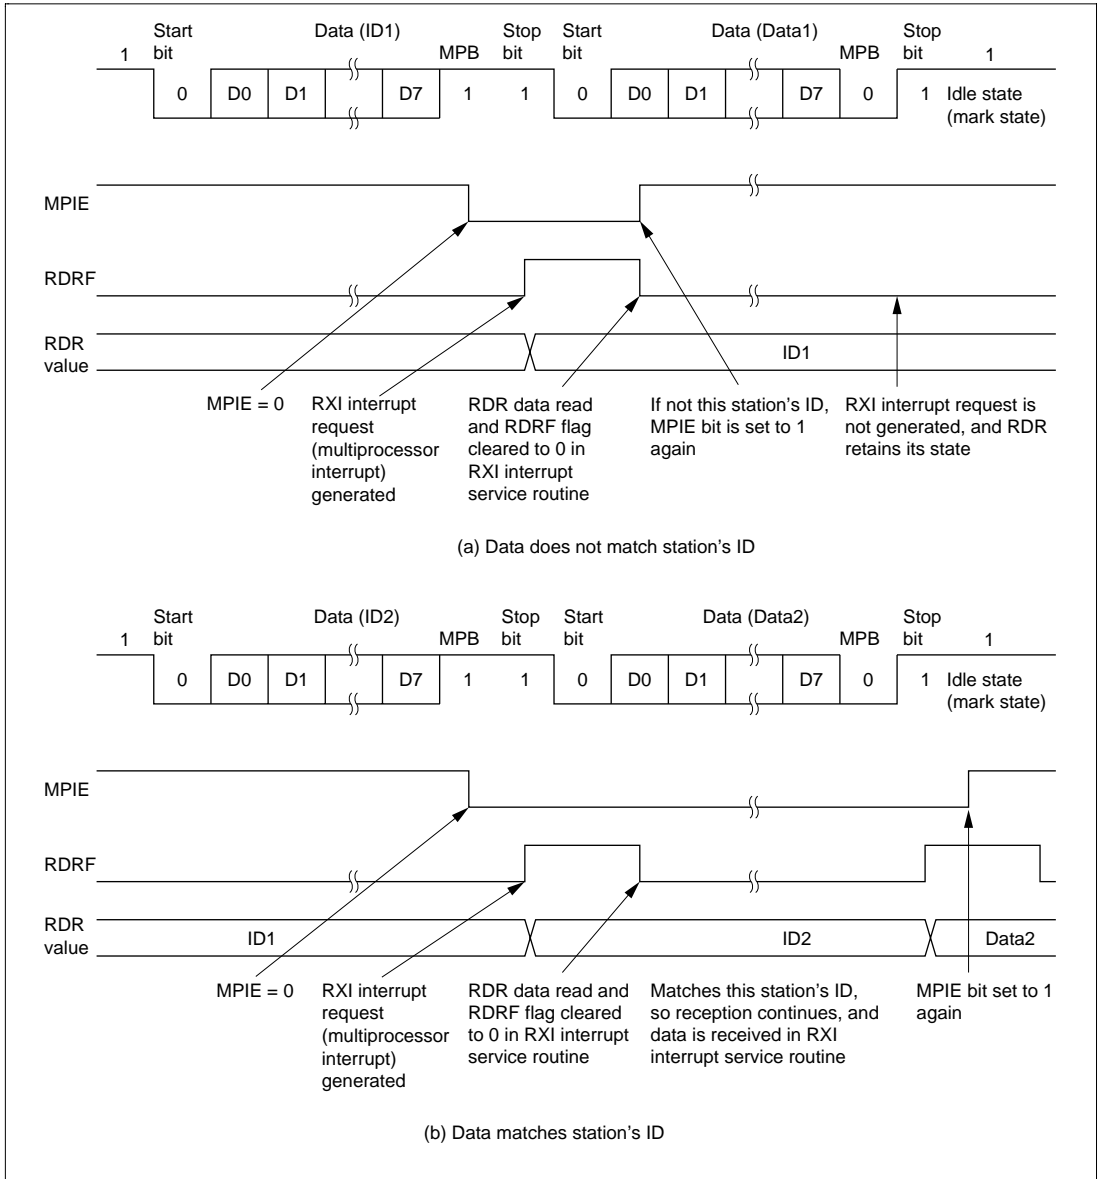 Start Data (ID1) Stop Start Data (Data1) Stop
1 bit MPB bit bit MPB bit 1
0 D0 D1 D7 1 1 0 D0 D1 D7 0 1 Idle state
(mark state)
MPIE
RDRF
RDR
value
ID1
MPIE = 0
RXI interrupt
request
(multiprocessor
interrupt)
generated
RDR data read
and RDRF flag
cleared to 0 in
RXI interrupt
service routine
If not this station's ID,
MPIE bit is set to 1
again
RXI interrupt request is
not generated, and RDR
retains its state
(a) Data does not match station's ID
Start Data (ID2) Stop Start Data (Data2) Stop
1 bit MPB bit bit MPB bit 1
0 D0 D1 D7 1 1 0 D0 D1 D7 0 1 Idle state
(mark state)
MPIE
RDRF
RDR
value
ID1 ID2 Data2
MPIE = 0
RXI interrupt
request
(multiprocessor
interrupt)
generated
RDR data read and
RDRF flag cleared
to 0 in RXI interrupt
service routine
Matches this station's ID,
so reception continues, and
data is received in RXI
interrupt service routine
MPIE bit set to 1
again
(b) Data matches station's ID